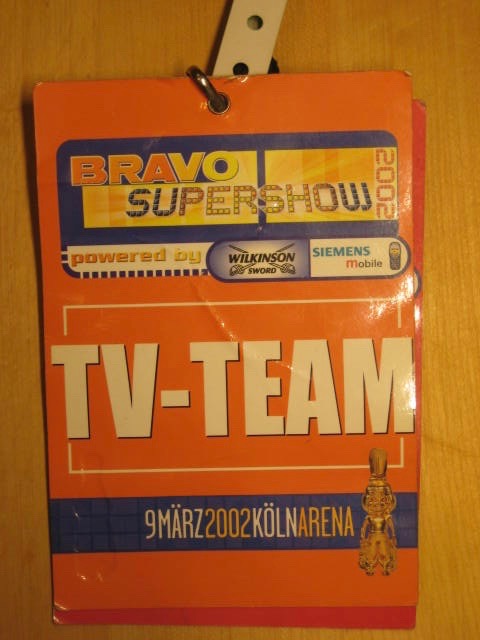 BRAVO
SUPERSHOW 2002
powered by WILKINSON SWORD SIEMENS mobile
TV-TEAM
9MÄRZ2002KÖLNARENA